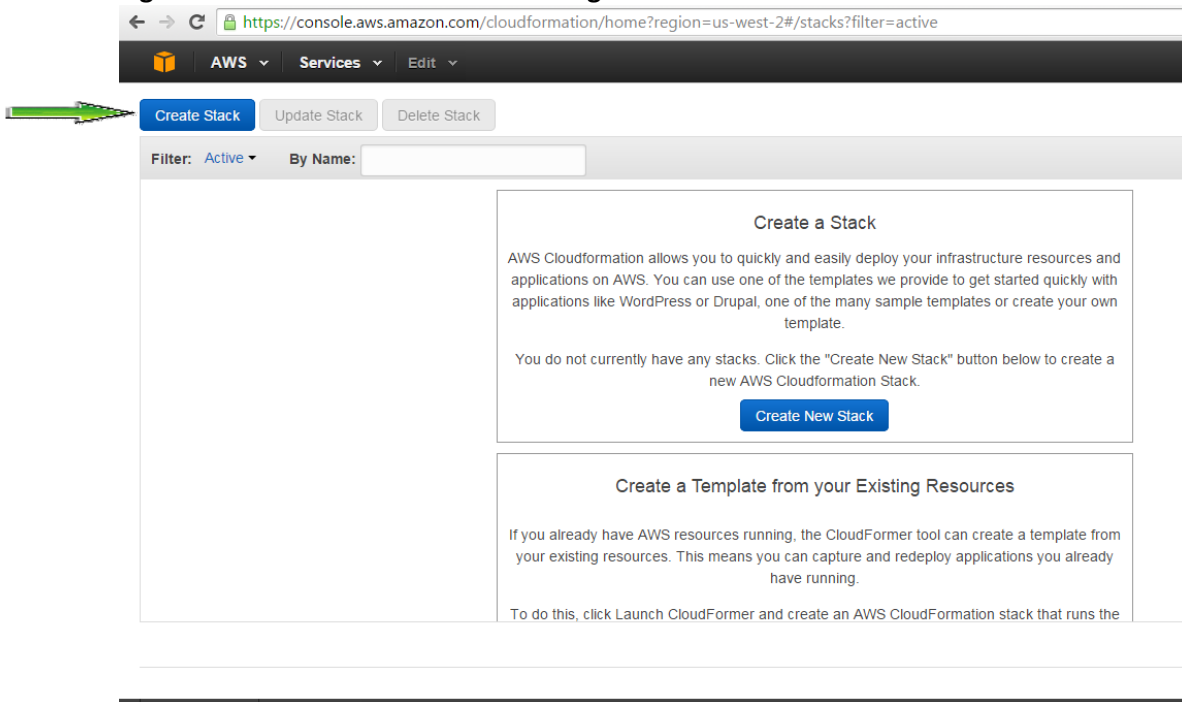 https://console.aws.amazon.com/cloudformation/home?region=us-west-2#/stacks?filter=active
AWS Services Edit
Create Stack Update Stack Delete Stack
Filter: Active By Name:
Create a Stack
AWS Cloudformation allows you to quickly and easily deploy your infrastructure resources and
applications on AWS. You can use one of the templates we provide to get started quickly with
applications like WordPress or Drupal, one of the many sample templates or create your own
template.
You do not currently have any stacks. Click the "Create New Stack" button below to create a
new AWS Cloudformation Stack.
Create New Stack
Create a Template from your Existing Resources
If you already have AWS resources running, the CloudFormer tool can create a template from
your existing resources. This means you can capture and redeploy applications you already
have running.
To do this, click Launch CloudFormer and create an AWS CloudFormation stack that runs the